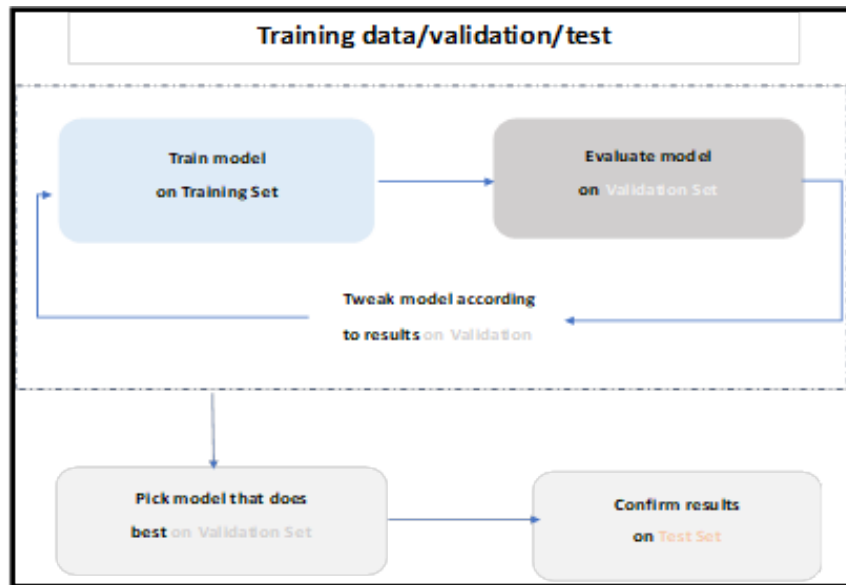 Training data/validation/test
Train model
on Training Set
Evaluate model
on Validation Set
Tweak model according
to results on Validation
Pick model that does
best on Validation Set
Confirm results
on Test Set